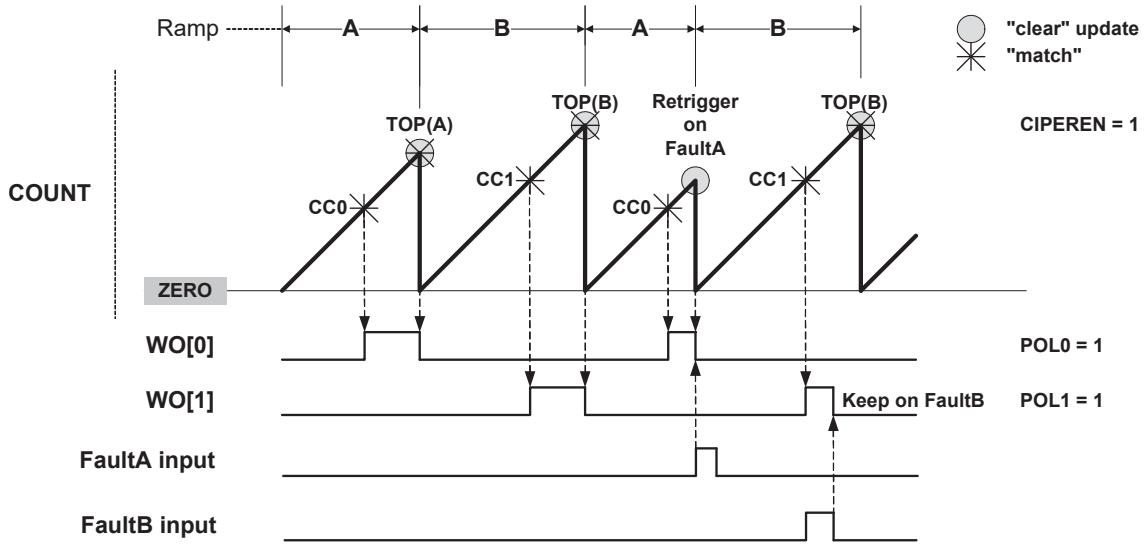 Ramp A B A B "clear" update
"match"
TOP(A)
TOP(B)
Retrigger
on
FaultA
TOP(B)
CIPEREN = 1
COUNT
CC0
CC1
CC0
CC1
ZERO
WO[0] POL0 = 1
WO[1] Keep on FaultB POL1 = 1
FaultA input
FaultB input